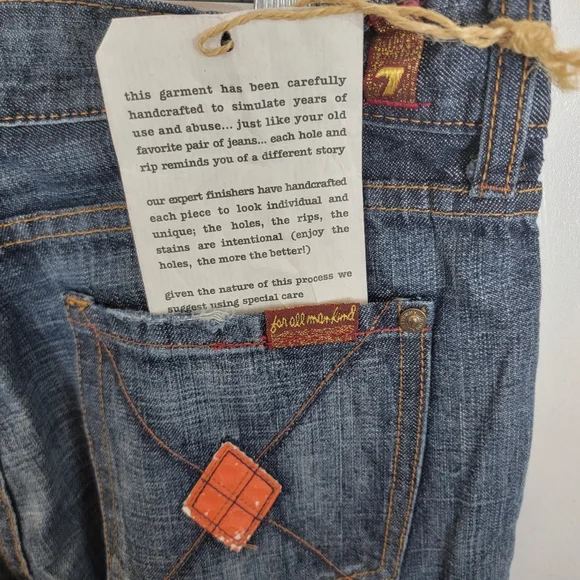 this garment has been carefully
handcrafted to simulate years of
use and abuse... just like your old
favorite pair of jeans... each hole and
rip reminds you of a different story
our expert finishers have handcrafted
each piece to look individual and
unique; the holes, the rips, the
stains are intentional (enjoy the
holes, the more the better!)
given the nature of this process we
suggest using special care
7
for all mankind